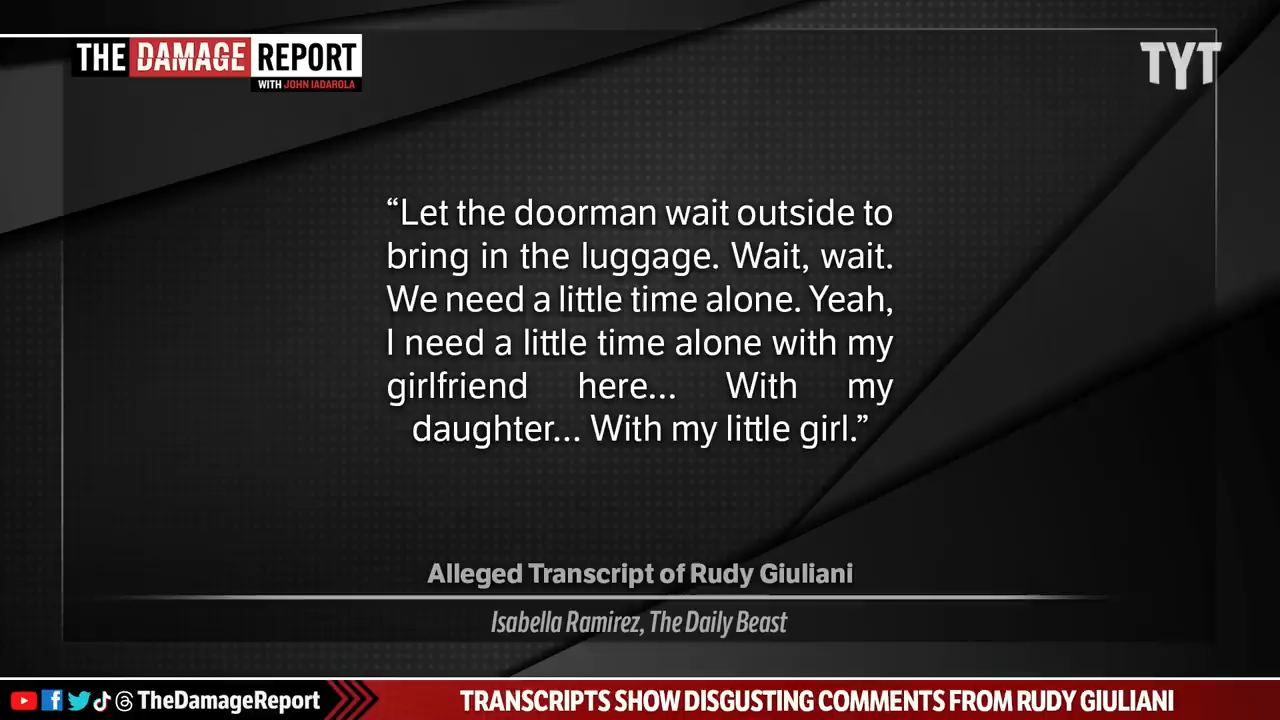 THE DAMAGE REPORT
WITH JOHN IADAROLA
TYT
“Let the doorman wait outside to
bring in the luggage. Wait, wait.
We need a little time alone. Yeah,
I need a little time alone with my
girlfriend here... With my
daughter... With my little girl.”
Alleged Transcript of Rudy Giuliani
Isabella Ramirez, The Daily Beast
TheDamageReport
TRANSCRIPTS SHOW DISGUSTING COMMENTS FROM RUDY GIULIANI